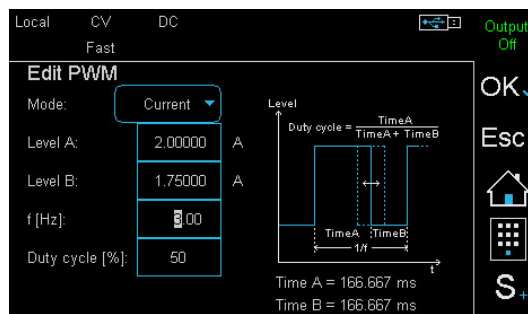 Local CV DC Output
Fast Off
Edit PWM
OK
Mode: Current
Level
Duty cycle = TimeA
TimeA+ TimeB
Level A: 2.00000 A
Esc
Level B: 1.75000 A
f [Hz]: 3.00
TimeA TimeB
1/f
Duty cycle [%]: 50
t
Time A = 166.667 ms
Time B = 166.667 ms
S+